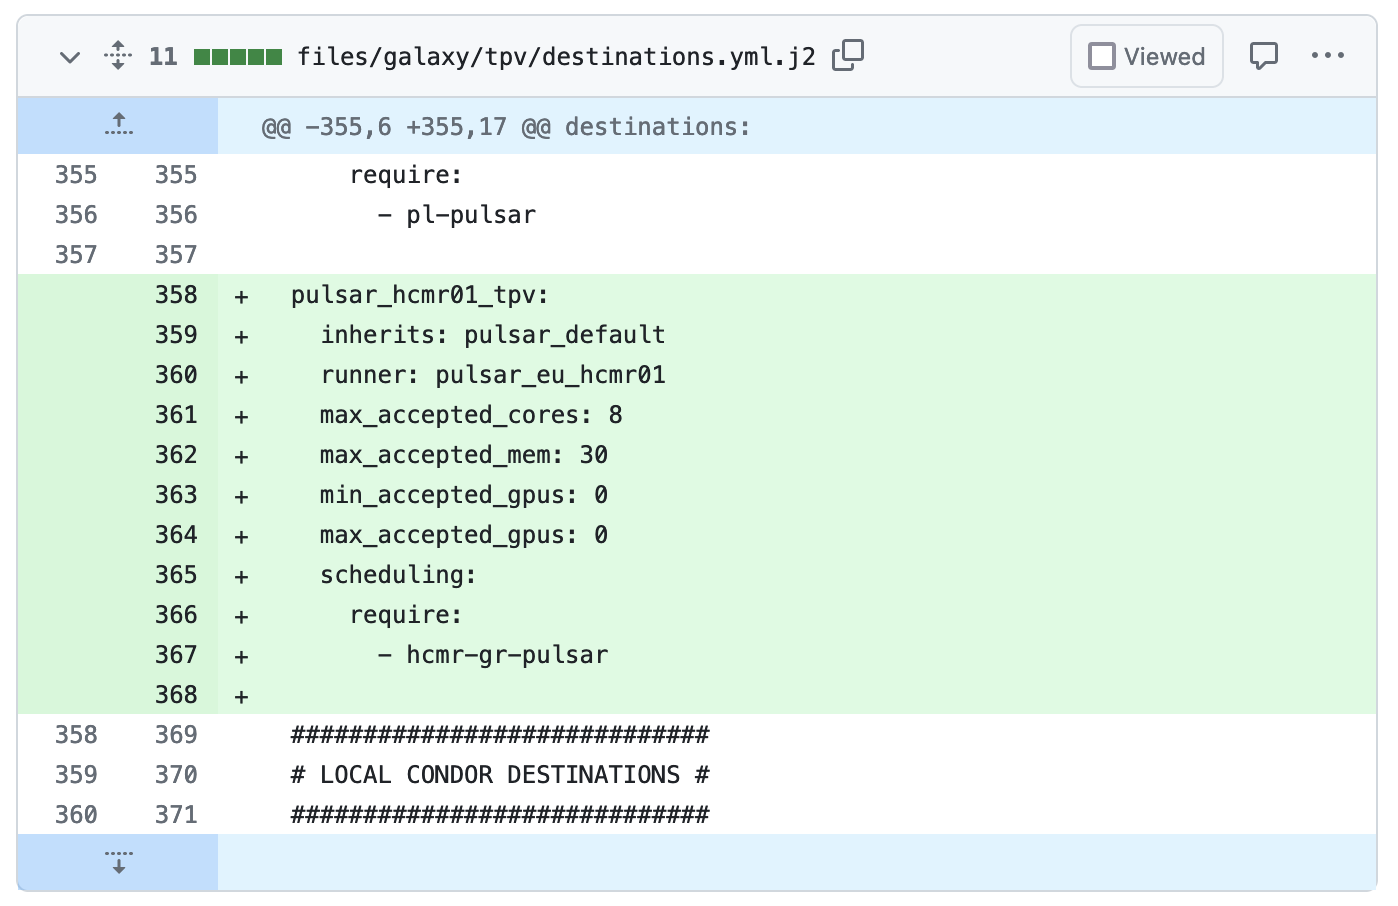 11 files/galaxy/tpv/destinations.yml.j2 Viewed
@@ -355,6 +355,17 @@ destinations:
355 355 require:
356 356 - pl-pulsar
357 357
358 + pulsar_hcmr01_tpv:
359 + inherits: pulsar_default
360 + runner: pulsar_eu_hcmr01
361 + max_accepted_cores: 8
362 + max_accepted_mem: 30
363 + min_accepted_gpus: 0
364 + max_accepted_gpus: 0
365 + scheduling:
366 + require:
367 + - hcmr-gr-pulsar
368 +
358 369 #############################
359 370 # LOCAL CONDOR DESTINATIONS #
360 371 #############################